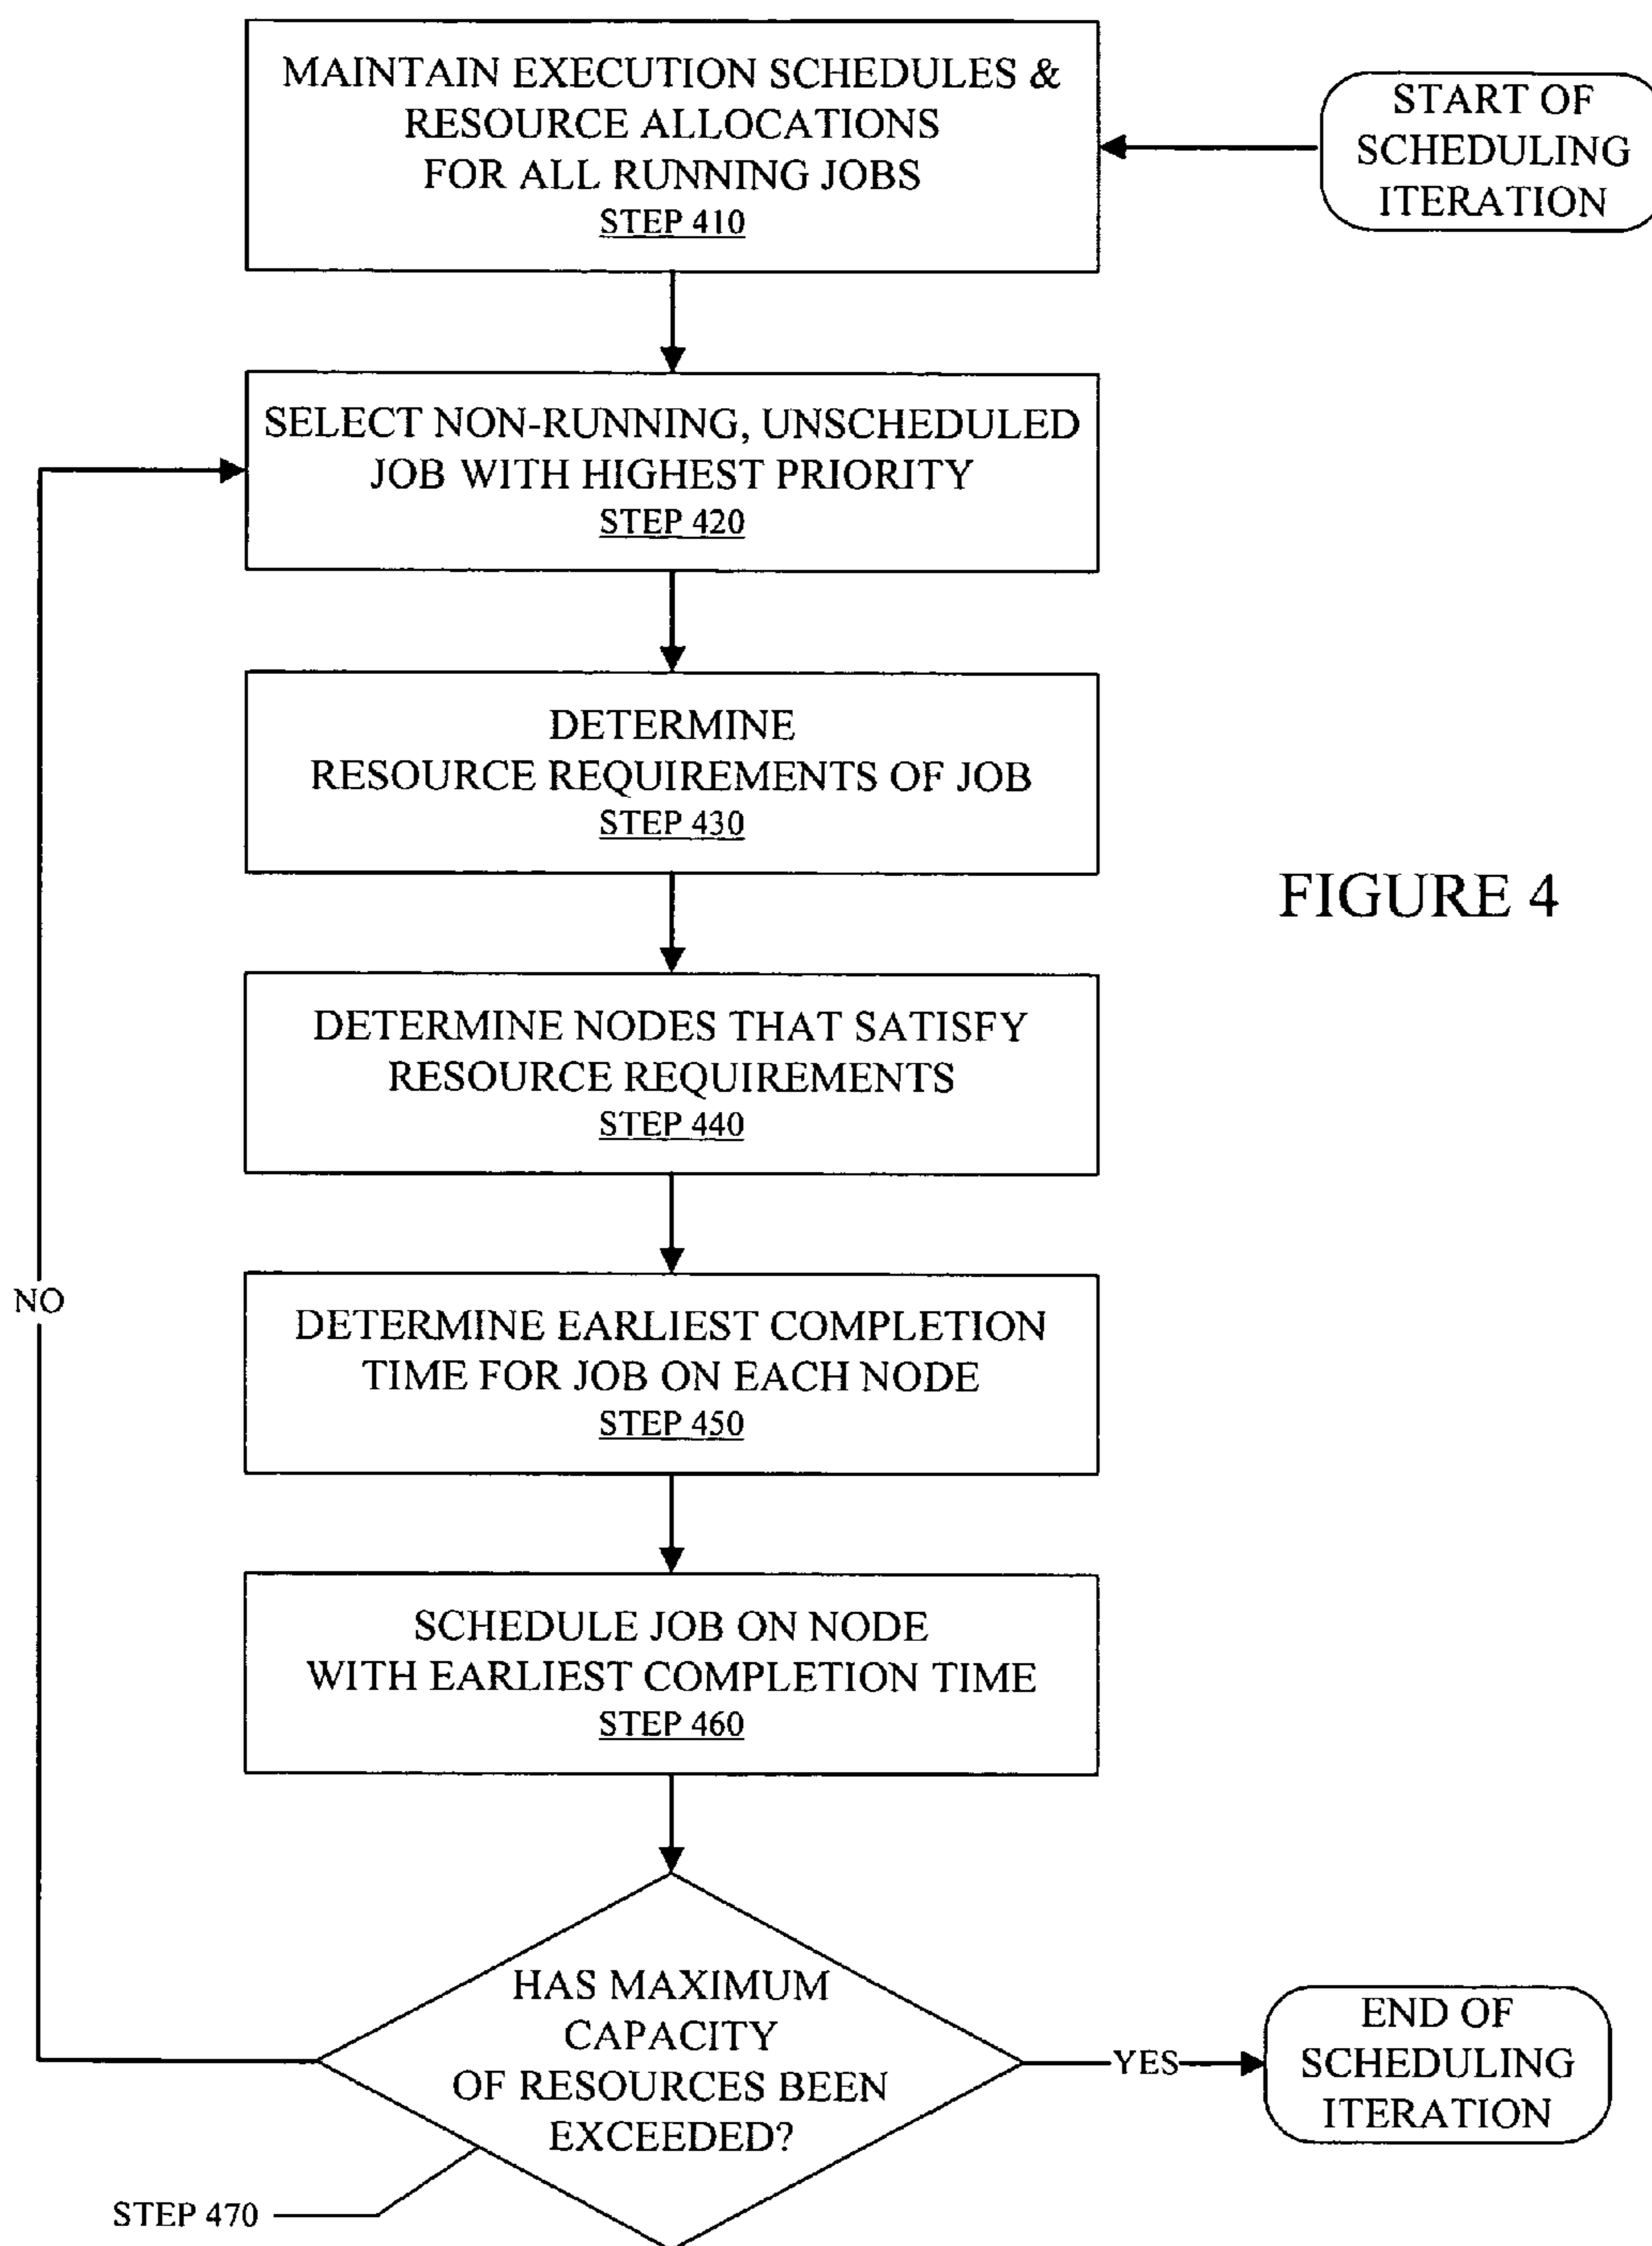 MAINTAIN EXECUTION SCHEDULES &
RESOURCE ALLOCATIONS
FOR ALL RUNNING JOBS
STEP 410
START OF
SCHEDULING
ITERATION
SELECT NON-RUNNING, UNSCHEDULED
JOB WITH HIGHEST PRIORITY
STEP 420
DETERMINE
RESOURCE REQUIREMENTS OF JOB
STEP 430
FIGURE 4
DETERMINE NODES THAT SATISFY
RESOURCE REQUIREMENTS
STEP 440
NO
DETERMINE EARLIEST COMPLETION
TIME FOR JOB ON EACH NODE
STEP 450
SCHEDULE JOB ON NODE
WITH EARLIEST COMPLETION TIME
STEP 460
HAS MAXIMUM
CAPACITY
OF RESOURCES BEEN
EXCEEDED?
YES
END OF
SCHEDULING
ITERATION
STEP 470